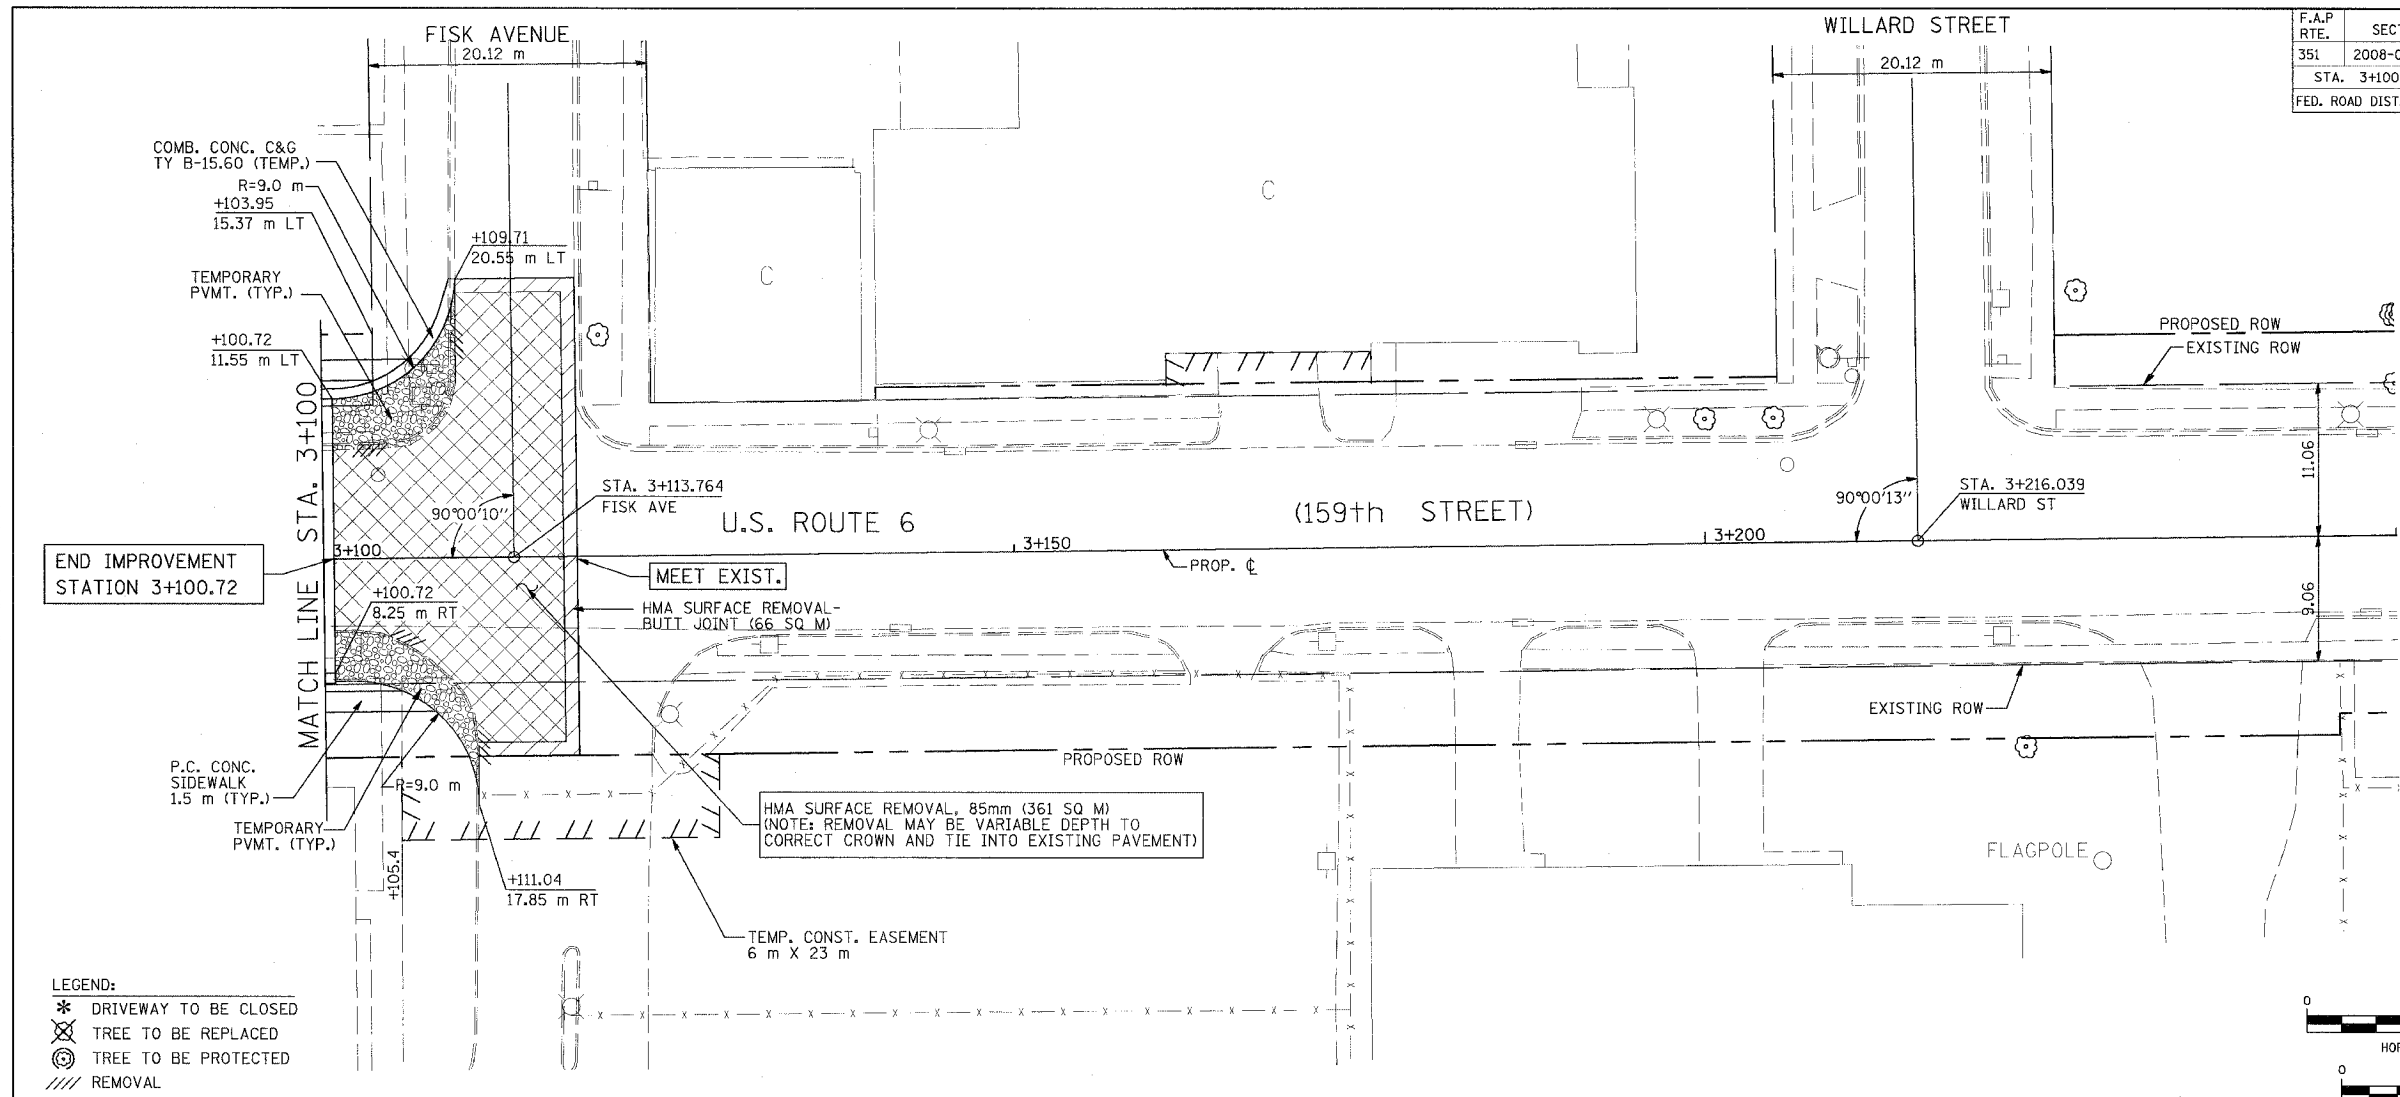 FISK AVENUE
20.12 m
WILLARD STREET
20.12 m
F.A.P
RTE.
351
STA. 3+100
FED. ROAD DIST.
COMB. CONC. C&G
TY B-15.60 (TEMP.)
R=9.0 m
+103.95
15.37 m LT
+109.71
20.55 m LT
TEMPORARY
PVMT. (TYP.)
+100.72
11.55 m LT
C
C
PROPOSED ROW
EXISTING ROW
MATCH LINE STA. 3+100
STA. 3+113.764
FISK AVE
90°00'10"
U.S. ROUTE 6
(159th STREET)
90°00'13"
STA. 3+216.039
WILLARD ST
11.06
9.06
END IMPROVEMENT
STATION 3+100.72
3+100
3+150
3+200
PROP. ℄
MEET EXIST.
+100.72
8.25 m RT
HMA SURFACE REMOVAL-
BUTT JOINT (66 SQ M)
EXISTING ROW
PROPOSED ROW
P.C. CONC.
SIDEWALK
1.5 m (TYP.)
R=9.0 m
TEMPORARY
PVMT. (TYP.)
+105.4
HMA SURFACE REMOVAL, 85mm (361 SQ M)
(NOTE: REMOVAL MAY BE VARIABLE DEPTH TO
CORRECT CROWN AND TIE INTO EXISTING PAVEMENT)
+111.04
17.85 m RT
FLAGPOLE
TEMP. CONST. EASEMENT
6 m X 23 m
LEGEND:
DRIVEWAY TO BE CLOSED
TREE TO BE REPLACED
TREE TO BE PROTECTED
REMOVAL
0
0